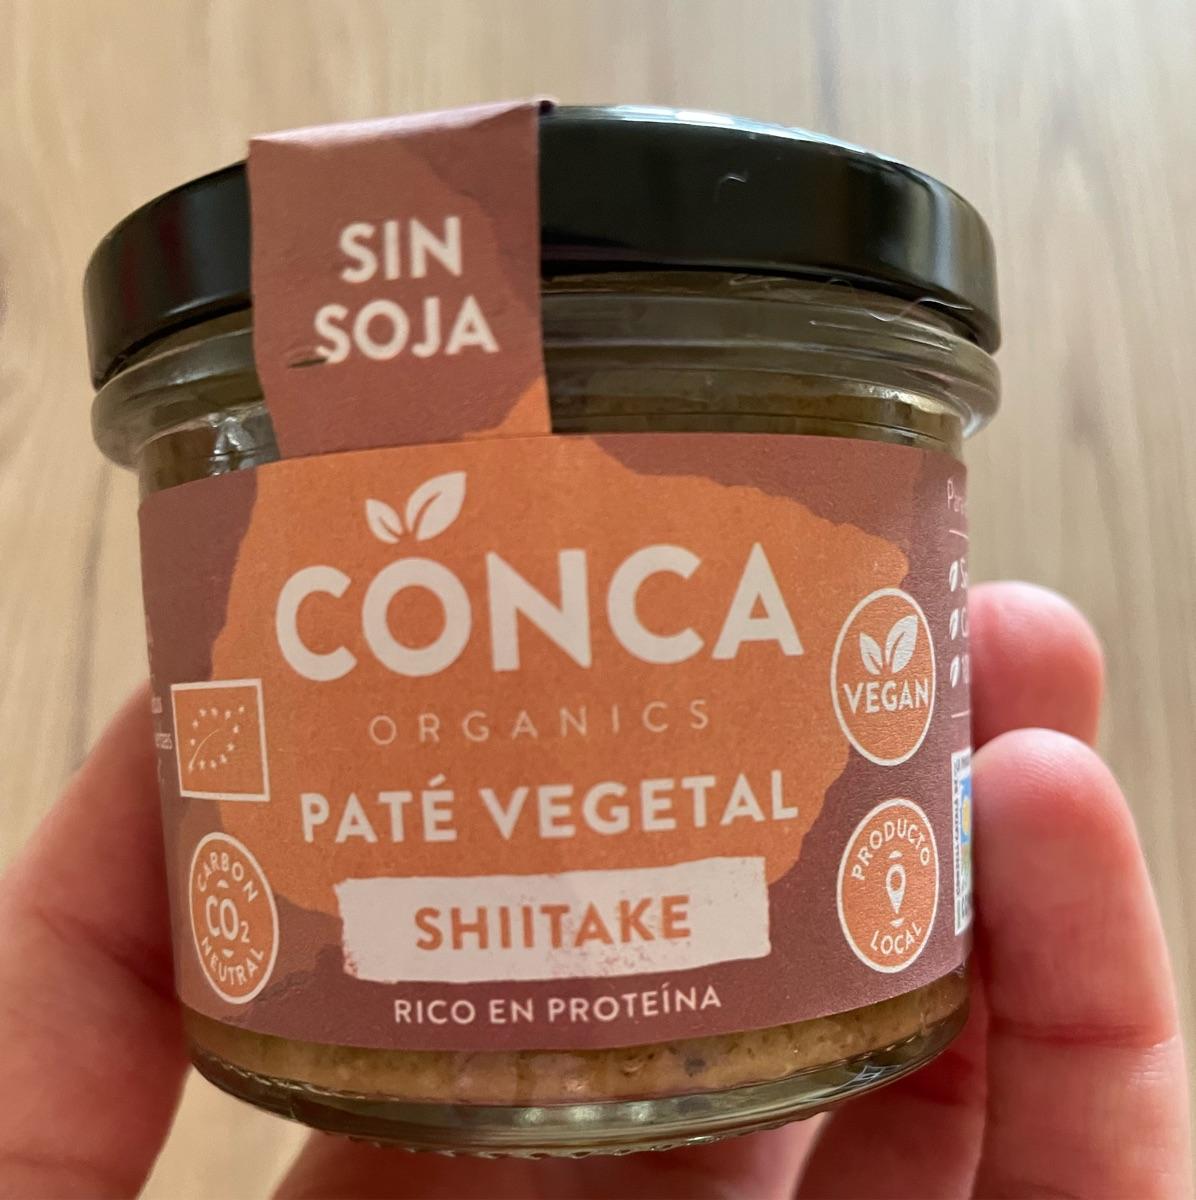 SIN
SOJA
CONCA
ORGANICS
PATÉ VEGETAL
SHIITAKE
RICO EN PROTEÍNA
VEGAN
PRODUCTO
LOCAL
CARBON
CO2
NEUTRAL